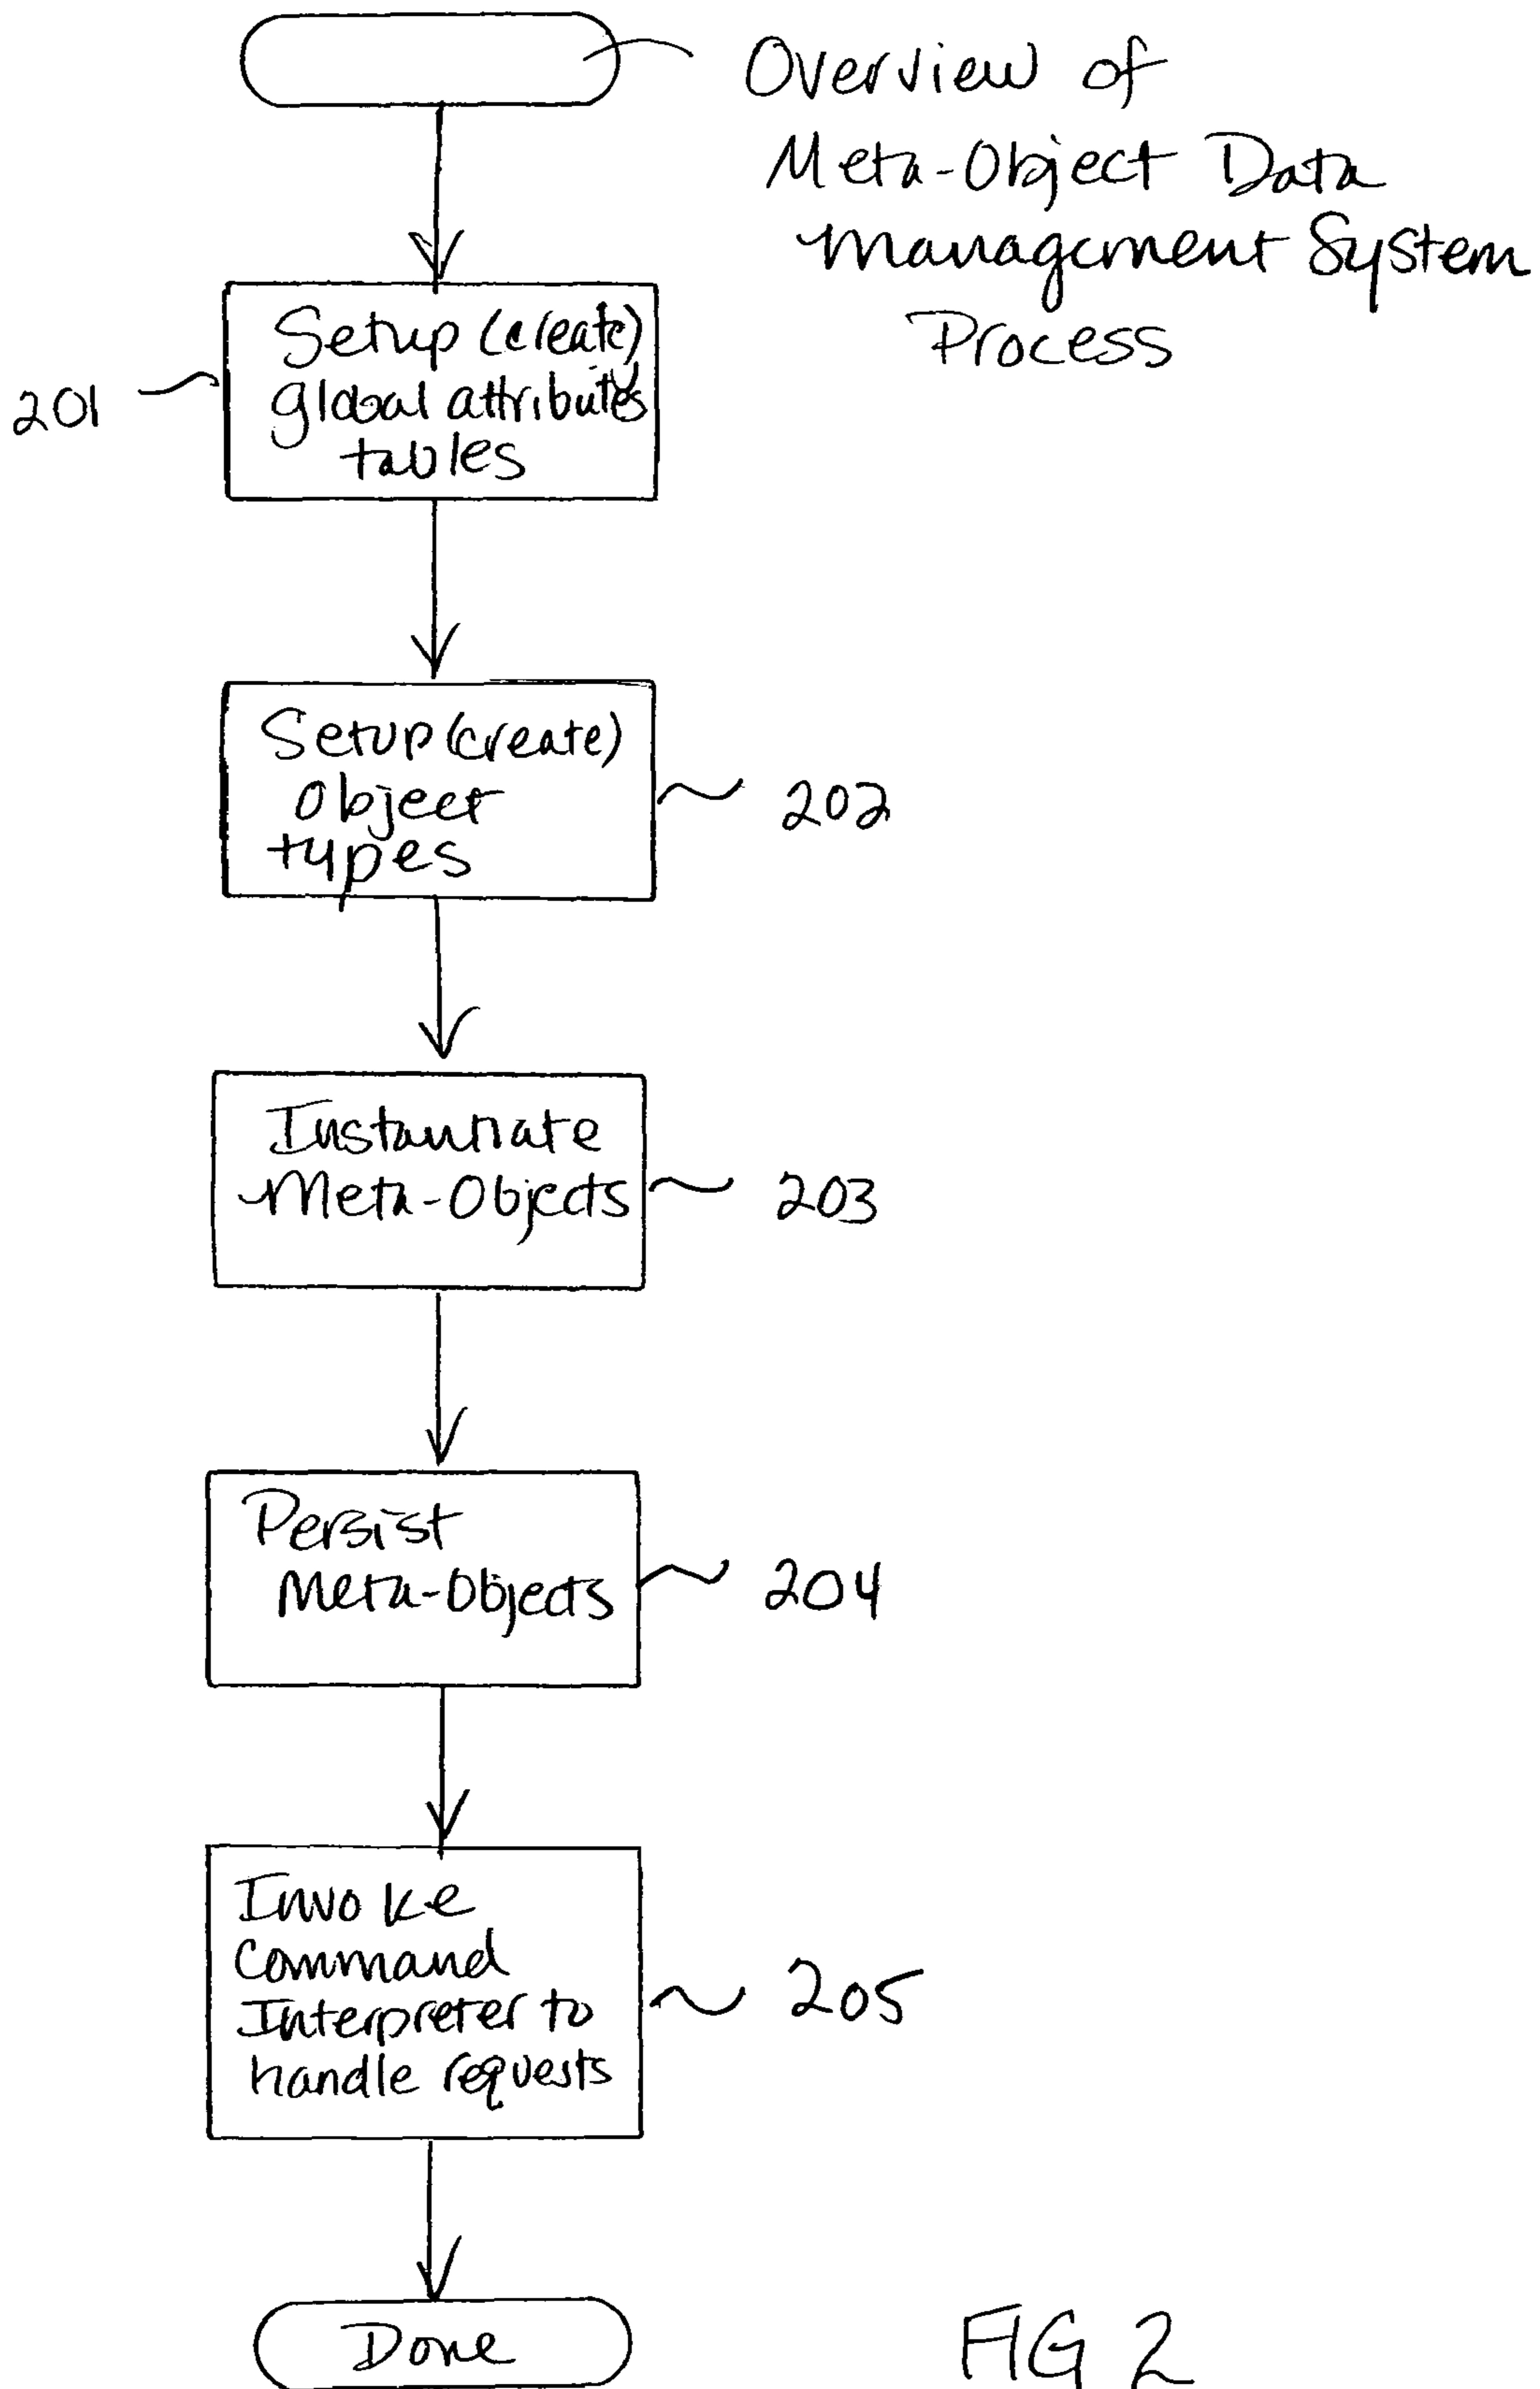 Overview of
Meta-Object Data
Management System
Process
Setup (create)
global attributes
tables
201
Setup (create)
Object
types
202
Instantiate
Meta-Objects
203
Persist
Meta-Objects
204
Invoke
Command
Interpreter to
handle requests
205
Done
FIG 2